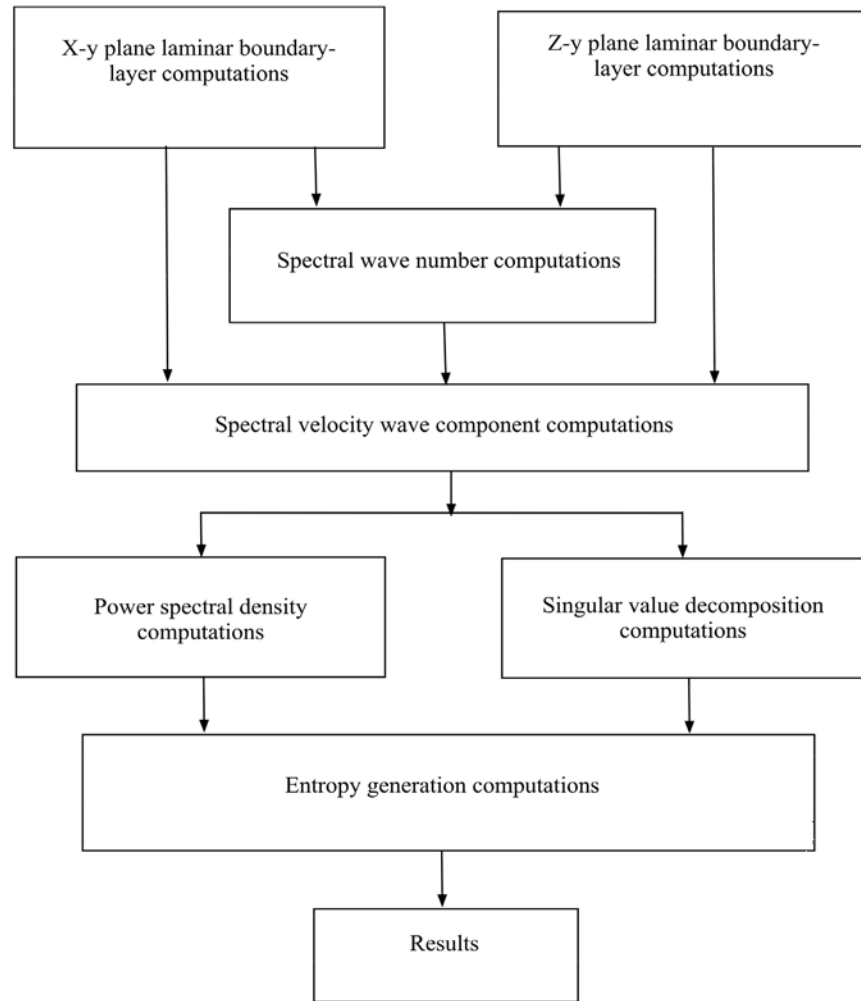 X-y plane laminar boundary-
layer computations
Z-y plane laminar boundary-
layer computations
Spectral wave number computations
Spectral velocity wave component computations
Power spectral density
computations
Singular value decomposition
computations
Entropy generation computations
Results